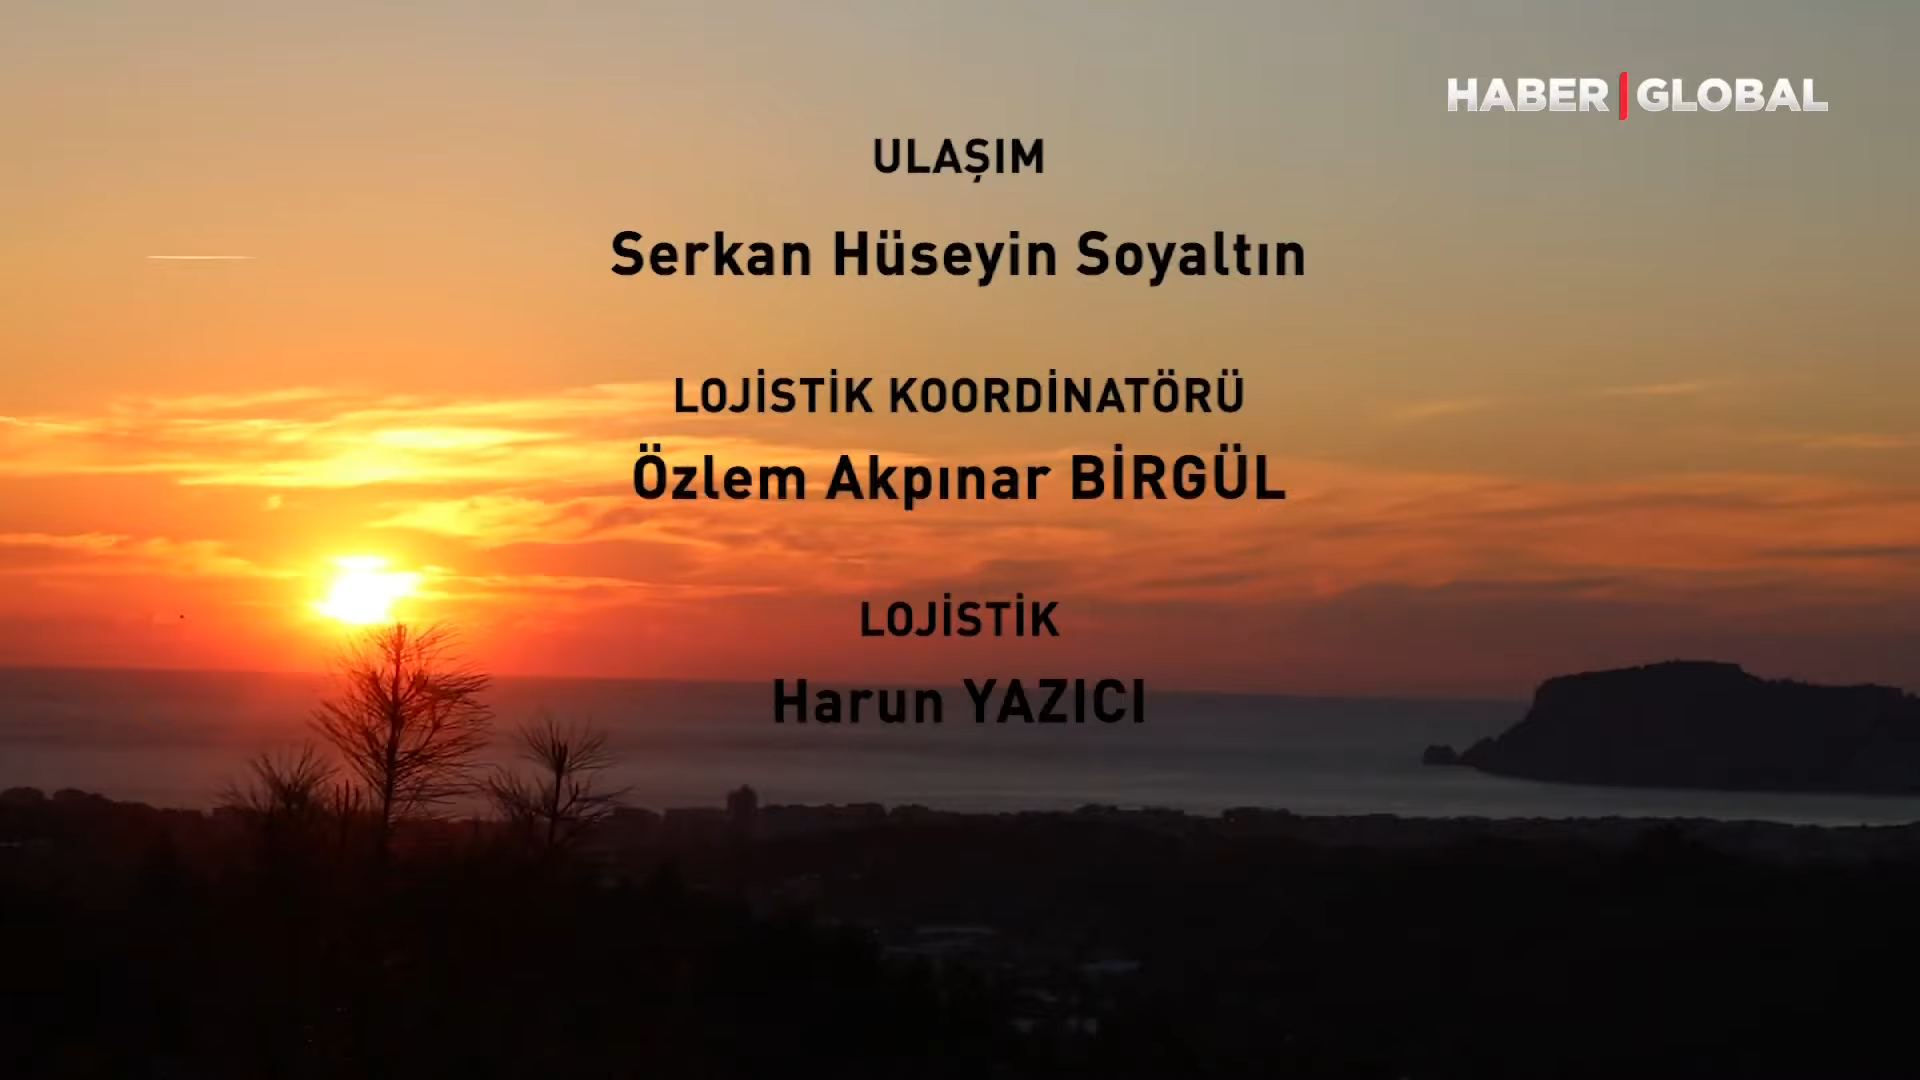 HABER GLOBAL
ULAŞIM
Serkan Hüseyin Soyaltın
LOJİSTİK KOORDİNATÖRÜ
Özlem Akpınar BİRGÜL
LOJİSTİK
Harun YAZICI